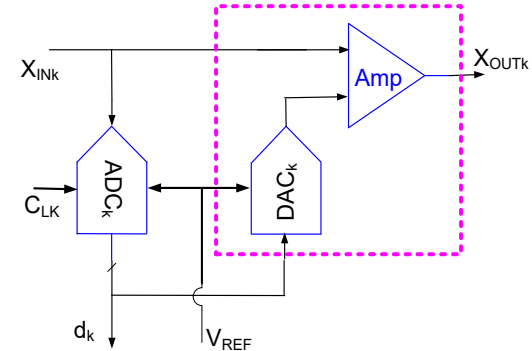 X_INk
Amp
X_OUTk
ADC_k
DAC_k
C_LK
d_k
V_REF